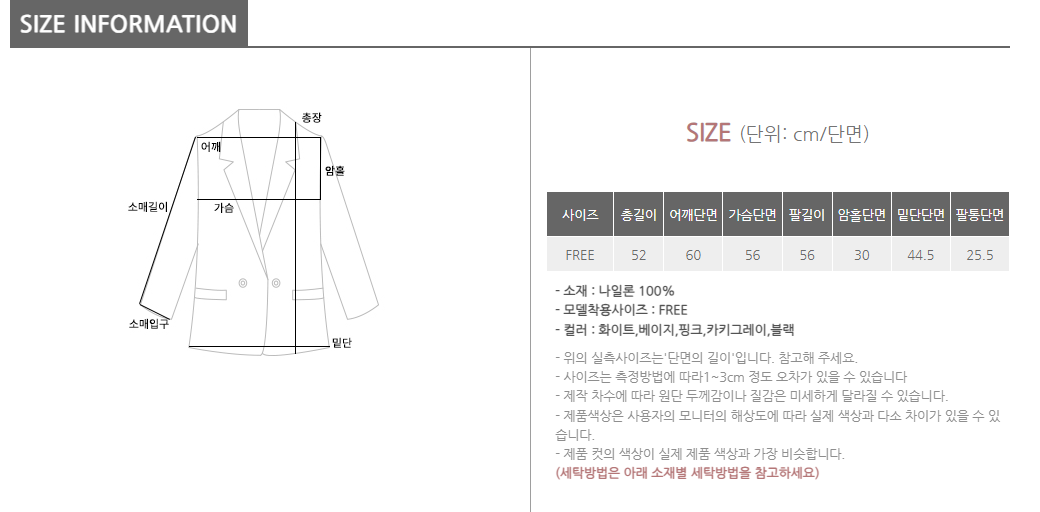 SIZE INFORMATION
총장
어깨
암홀
소매길이
가슴
소매입구
밑단
SIZE (단위: cm/단면)
사이즈 총길이 어깨단면 가슴단면 팔길이 암홀단면 밑단단면 팔통단면
FREE 52 60 56 56 30 44.5 25.5
- 소재 : 나일론 100%
- 모델착용사이즈 : FREE
- 컬러 : 화이트,베이지,핑크,카키그레이,블랙
- 위의 실측사이즈는'단면의 길이'입니다. 참고해 주세요.
- 사이즈는 측정방법에 따라1~3cm 정도 오차가 있을 수 있습니다
- 제작 차수에 따라 원단 두께감이나 질감은 미세하게 달라질 수 있습니다.
- 제품색상은 사용자의 모니터의 해상도에 따라 실제 색상과 다소 차이가 있을 수 있
습니다.
- 제품 컷의 색상이 실제 제품 색상과 가장 비슷합니다.
(세탁방법은 아래 소재별 세탁방법을 참고하세요)